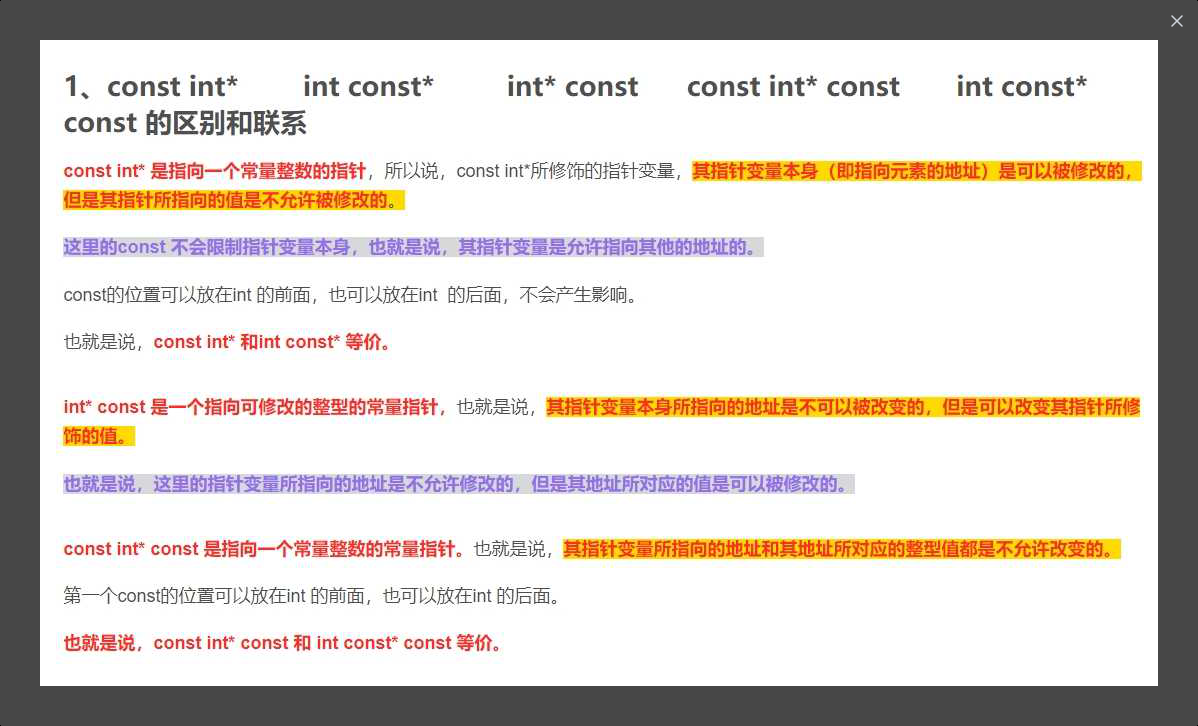 1、const int* int const* int* const const int* const int const*
const 的区别和联系
const int* 是指向一个常量整数的指针，所以说，const int*所修饰的指针变量，其指针变量本身（即指向元素的地址）是可以被修改的，
但是其指针所指向的值是不允许被修改的。
这里的const 不会限制指针变量本身，也就是说，其指针变量是允许指向其他的地址的。
const的位置可以放在int 的前面，也可以放在int 的后面，不会产生影响。
也就是说，const int* 和int const* 等价。
int* const 是一个指向可修改的整型的常量指针，也就是说，其指针变量本身所指向的地址是不可以被改变的，但是可以改变其指针所修
饰的值。
也就是说，这里的指针变量所指向的地址是不允许修改的，但是其地址所对应的值是可以被修改的。
const int* const 是指向一个常量整数的常量指针。也就是说，其指针变量所指向的地址和其地址所对应的整型值都是不允许改变的。
第一个const的位置可以放在int 的前面，也可以放在int 的后面。
也就是说，const int* const 和 int const* const 等价。